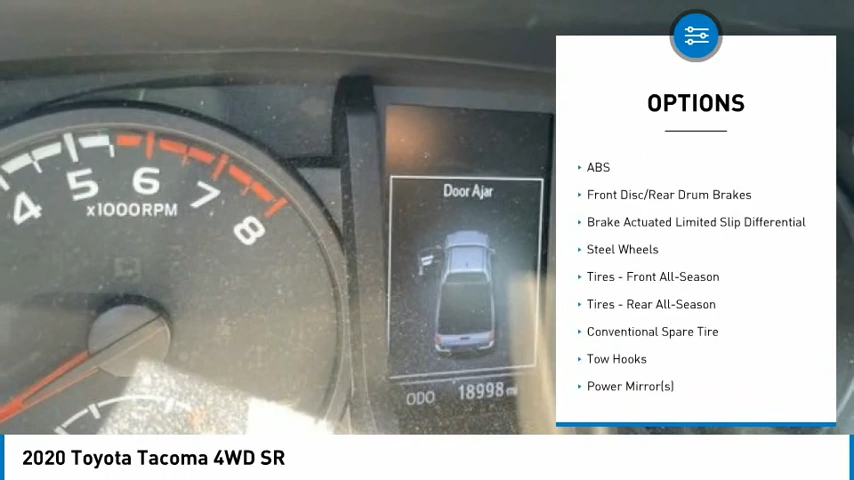 4 5 6 7 8
x1000RPM
Door Ajar
ODO 18998 mi
OPTIONS
ABS
Front Disc/Rear Drum Brakes
Brake Actuated Limited Slip Differential
Steel Wheels
Tires - Front All-Season
Tires - Rear All-Season
Conventional Spare Tire
Tow Hooks
Power Mirror(s)
2020 Toyota Tacoma 4WD SR